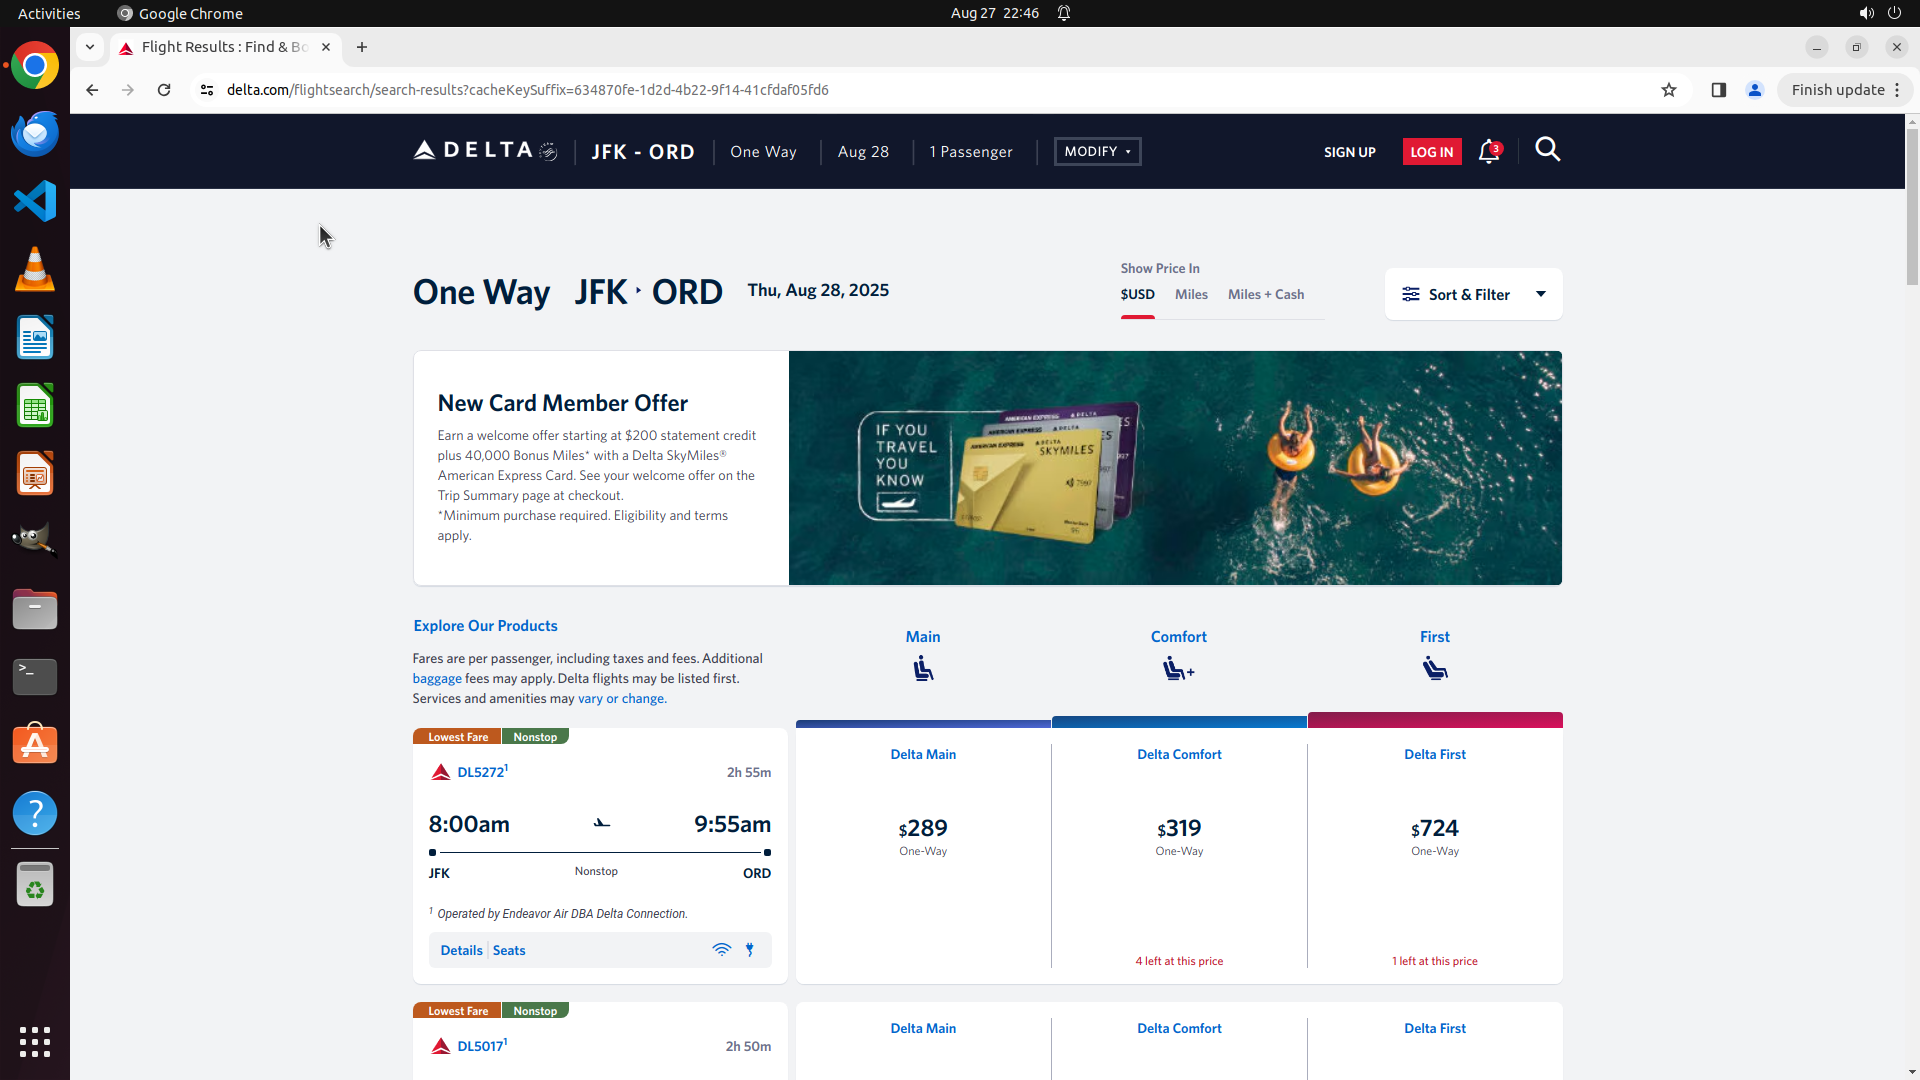 Activities
Google Chrome
Aug 27 22:46
Flight Results : Find & Bo
delta.com/flightsearch/search-results?cacheKeySuffix=634870fe-1d2d-4b22-9f14-41cfdaf05fd6
Finish update
DELTA
JFK - ORD
One Way
Aug 28
1 Passenger
MODIFY
SIGN UP
LOG IN
3
One Way JFK ORD Thu, Aug 28, 2025
Show Price In
$USD
Miles
Miles + Cash
Sort & Filter
New Card Member Offer
Earn a welcome offer starting at $200 statement credit
plus 40,000 Bonus Miles* with a Delta SkyMiles®
American Express Card. See your welcome offer on the
Trip Summary page at checkout.
*Minimum purchase required. Eligibility and terms
apply.
IF YOU
TRAVEL
YOU
KNOW
AMERICAN EXPRESS
DELTA
SKYMILES
Explore Our Products
Fares are per passenger, including taxes and fees. Additional
baggage fees may apply. Delta flights may be listed first.
Services and amenities may vary or change.
Main
Comfort
First
Lowest Fare
Nonstop
DL5272¹
2h 55m
8:00am
9:55am
JFK
Nonstop
ORD
¹ Operated by Endeavor Air DBA Delta Connection.
Details
Seats
Delta Main
$289
One-Way
Delta Comfort
$319
One-Way
4 left at this price
Delta First
$724
One-Way
1 left at this price
Lowest Fare
Nonstop
DL5017¹
2h 50m
Delta Main
Delta Comfort
Delta First